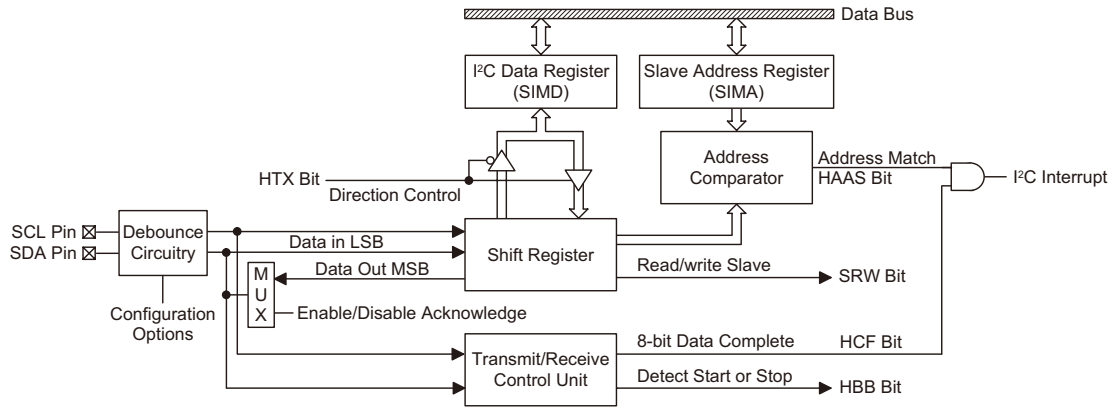 Data Bus
I²C Data Register
(SIMD)
Slave Address Register
(SIMA)
HTX Bit
Direction Control
Address
Comparator
Address Match
HAAS Bit
I²C Interrupt
SCL Pin
SDA Pin
Debounce
Circuitry
Data in LSB
Shift Register
Data Out MSB
M
U
X
Read/write Slave
SRW Bit
Configuration
Options
Enable/Disable Acknowledge
Transmit/Receive
Control Unit
8-bit Data Complete
HCF Bit
Detect Start or Stop
HBB Bit